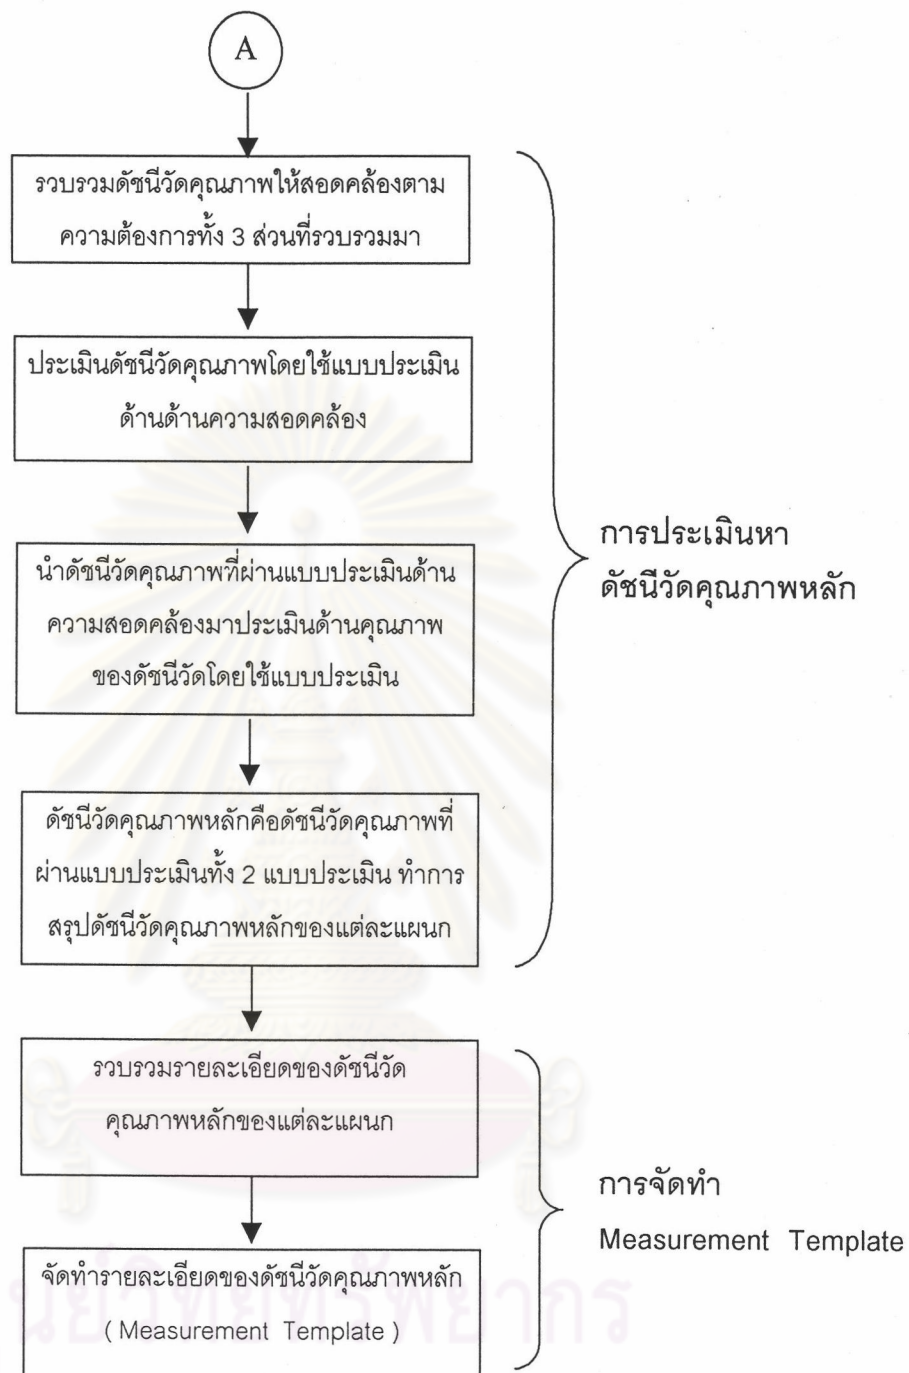 A
รวบรวมดัชนีวัดคุณภาพให้สอดคล้องตาม
ความต้องการทั้ง 3 ส่วนที่รวบรวมมา
ประเมินดัชนีวัดคุณภาพโดยใช้แบบประเมิน
ด้านด้านความสอดคล้อง
นำดัชนีวัดคุณภาพที่ผ่านแบบประเมินด้าน
ความสอดคล้องมาประเมินด้านคุณภาพ
ของดัชนีวัดโดยใช้แบบประเมิน
ดัชนีวัดคุณภาพหลักคือดัชนีวัดคุณภาพที่
ผ่านแบบประเมินทั้ง 2 แบบประเมิน ทำการ
สรุปดัชนีวัดคุณภาพหลักของแต่ละแผนก
การประเมินหา
ดัชนีวัดคุณภาพหลัก
รวบรวมรายละเอียดของดัชนีวัด
คุณภาพหลักของแต่ละแผนก
จัดทำรายละเอียดของดัชนีวัดคุณภาพหลัก
( Measurement Template )
การจัดทำ
Measurement Template
นย์วิทยทรัพยากร